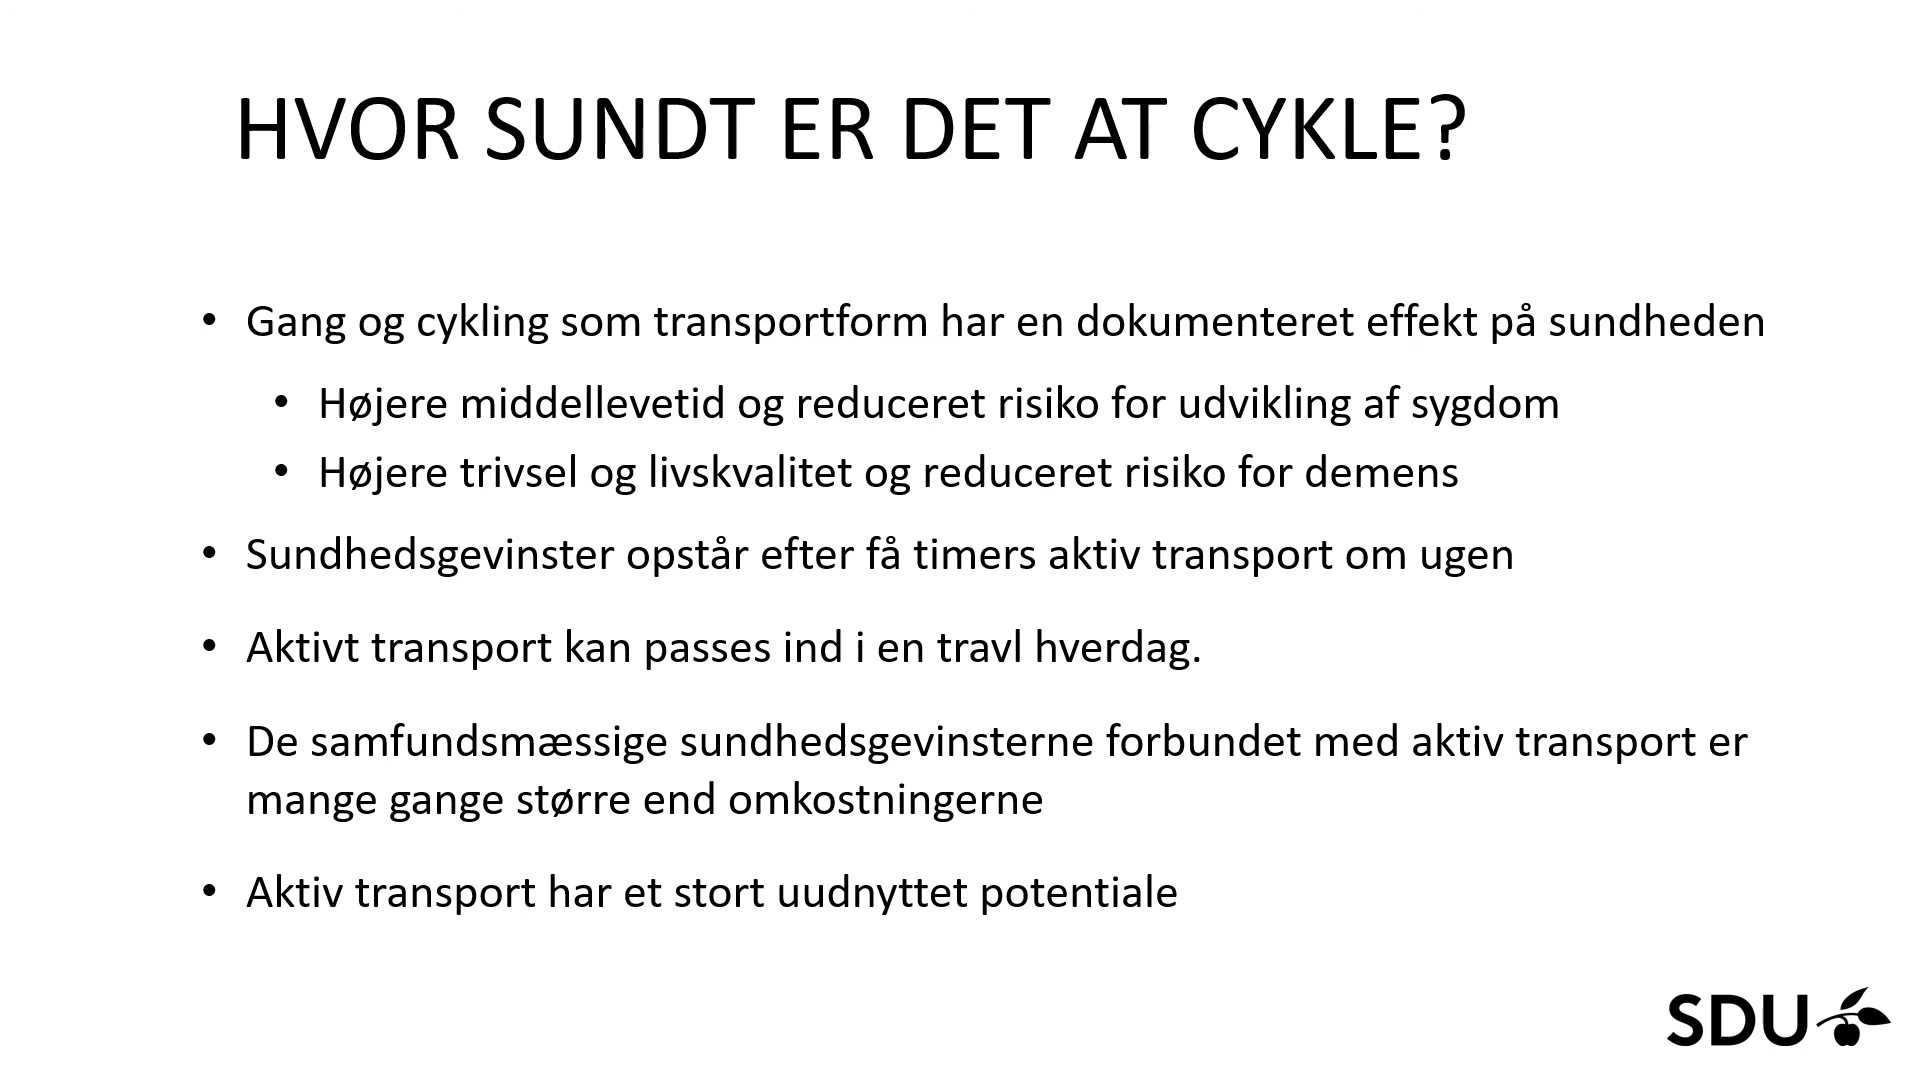 HVOR SUNDT ER DET AT CYKLE?
• Gang og cykling som transportform har en dokumenteret effekt på sundheden
• Højere middellevetid og reduceret risiko for udvikling af sygdom
• Højere trivsel og livskvalitet og reduceret risiko for demens
• Sundhedsgevinster opstår efter få timers aktiv transport om ugen
• Aktivt transport kan passes ind i en travl hverdag.
• De samfundsmæssige sundhedsgevinsterne forbundet med aktiv transport er
mange gange større end omkostningerne
• Aktiv transport har et stort uudnyttet potentiale
SDU